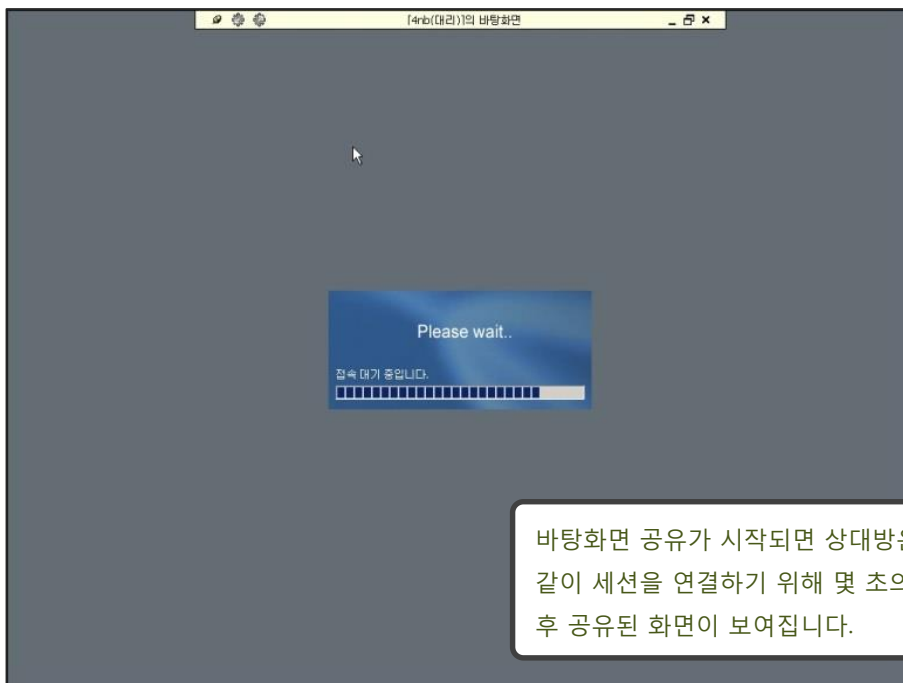 [4nb(대리)]의 바탕화면
Please wait..
접속 대기 중입니다.
바탕화면 공유가 시작되면 상대방은
같이 세션을 연결하기 위해 몇 초의
후 공유된 화면이 보여집니다.